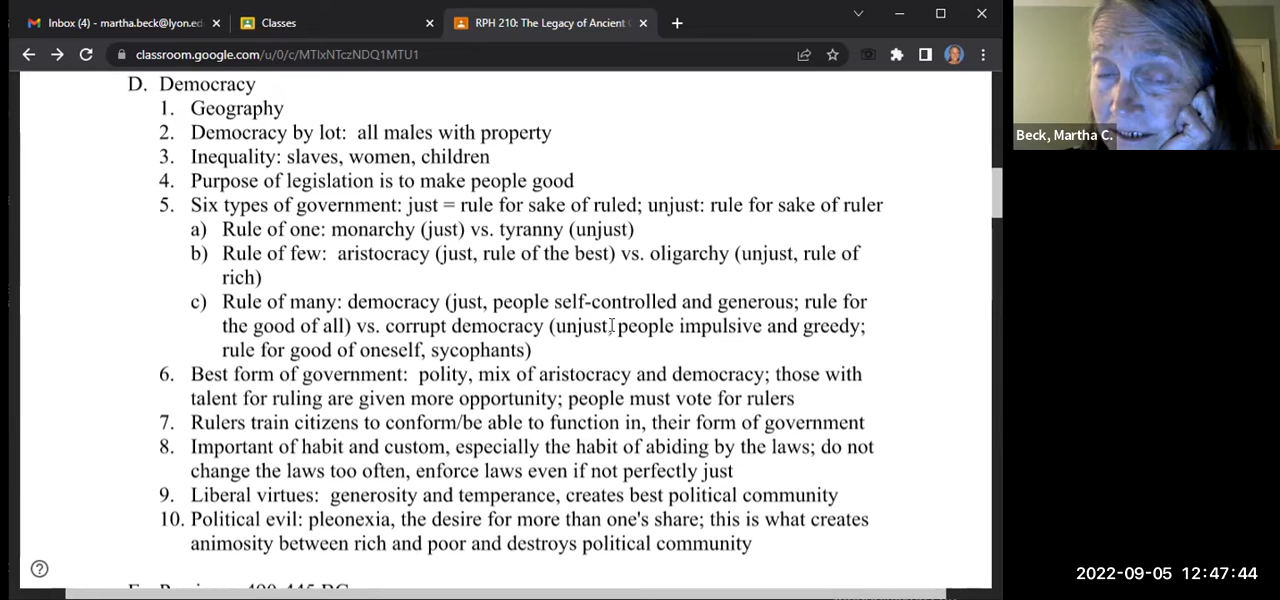 Inbox (4) - martha.beck@lyon.ed
Classes
RPH 210: The Legacy of Ancient
classroom.google.com/u/0/c/MTIxNTczNDQ1MTU1
D. Democracy
1. Geography
2. Democracy by lot: all males with property
3. Inequality: slaves, women, children
4. Purpose of legislation is to make people good
5. Six types of government: just = rule for sake of ruled; unjust: rule for sake of ruler
a) Rule of one: monarchy (just) vs. tyranny (unjust)
b) Rule of few: aristocracy (just, rule of the best) vs. oligarchy (unjust, rule of
rich)
c) Rule of many: democracy (just, people self-controlled and generous; rule for
the good of all) vs. corrupt democracy (unjust, people impulsive and greedy;
rule for good of oneself, sycophants)
6. Best form of government: polity, mix of aristocracy and democracy; those with
talent for ruling are given more opportunity; people must vote for rulers
7. Rulers train citizens to conform/be able to function in, their form of government
8. Important of habit and custom, especially the habit of abiding by the laws; do not
change the laws too often, enforce laws even if not perfectly just
9. Liberal virtues: generosity and temperance, creates best political community
10. Political evil: pleonexia, the desire for more than one's share; this is what creates
animosity between rich and poor and destroys political community
Beck, Martha C.
2022-09-05 12:47:44